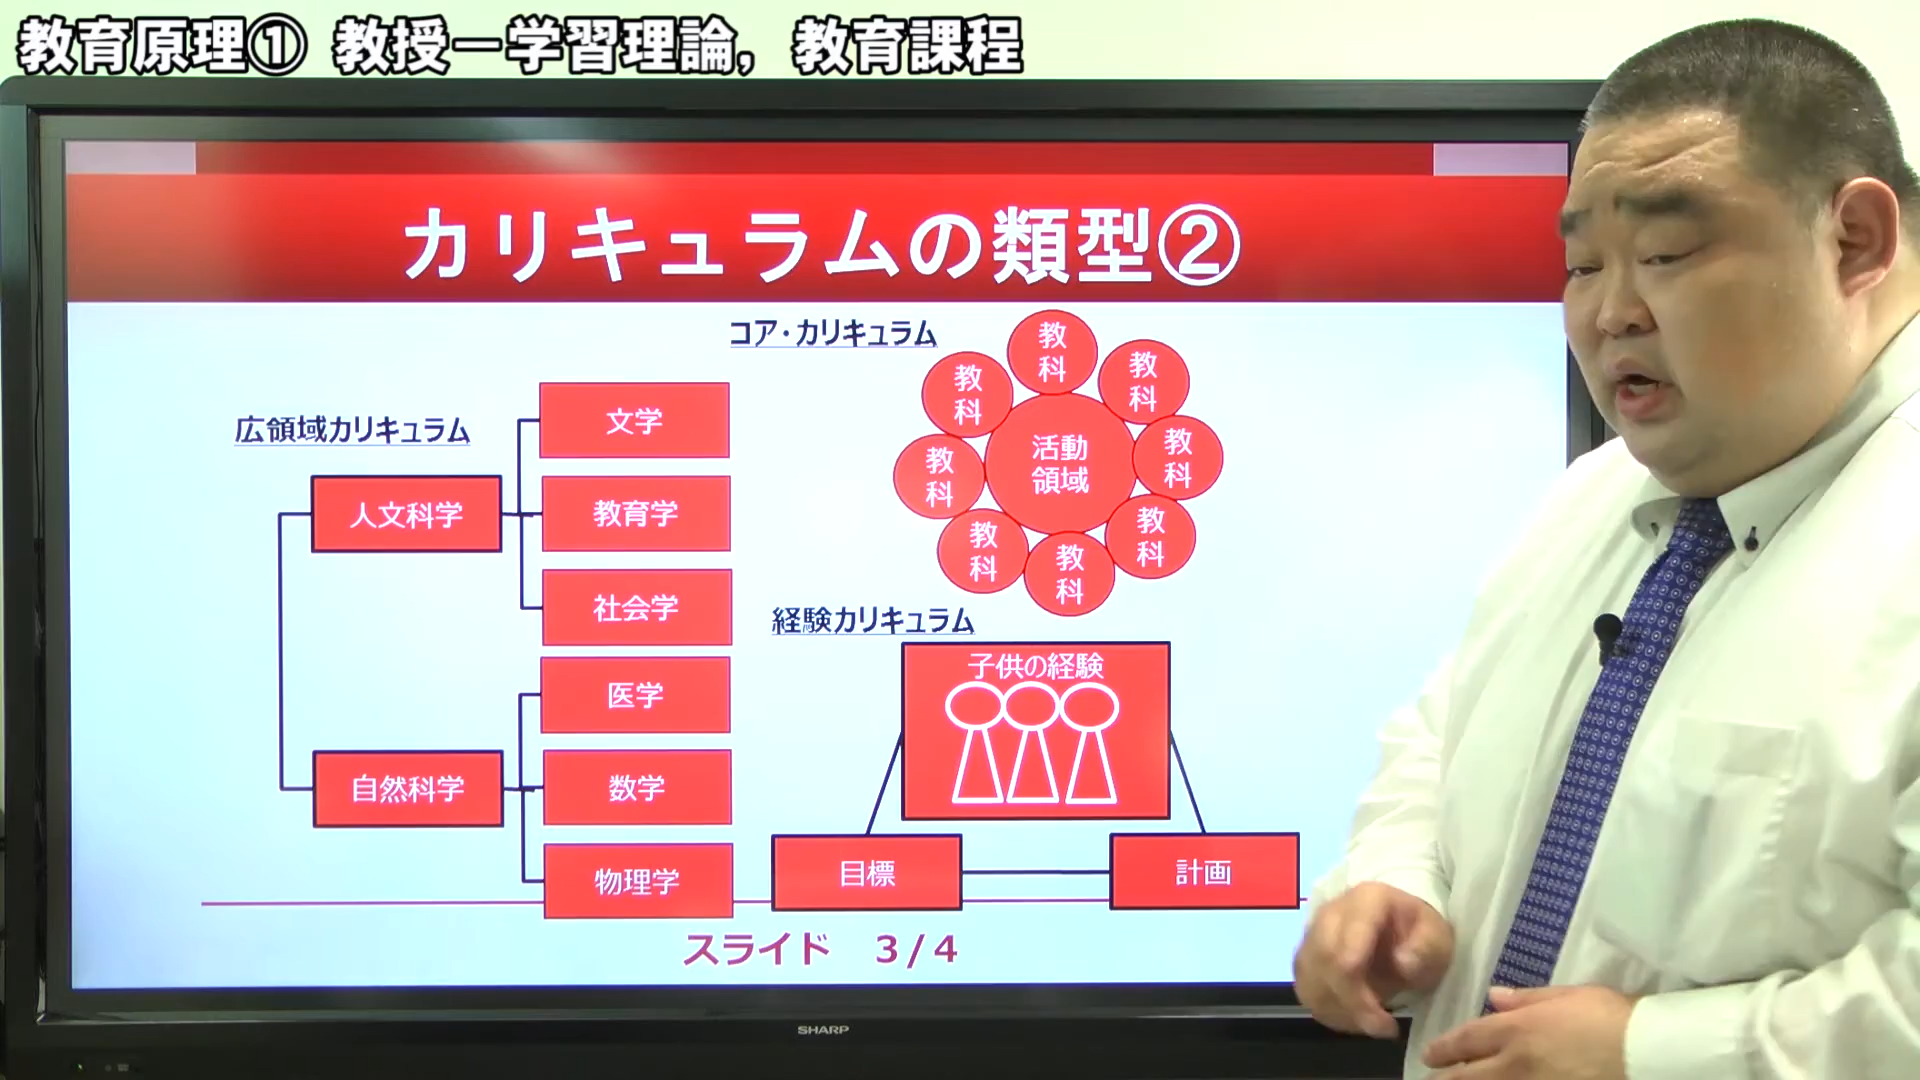 教育原理① 教授－学習理論，教育課程
カリキュラムの類型②
広領域カリキュラム
人文科学
文学
教育学
社会学
自然科学
医学
数学
物理学
コア・カリキュラム
教科
教科
教科
教科
活動領域
教科
教科
教科
教科
経験カリキュラム
子供の経験
目標
計画
スライド 3/4
SHARP